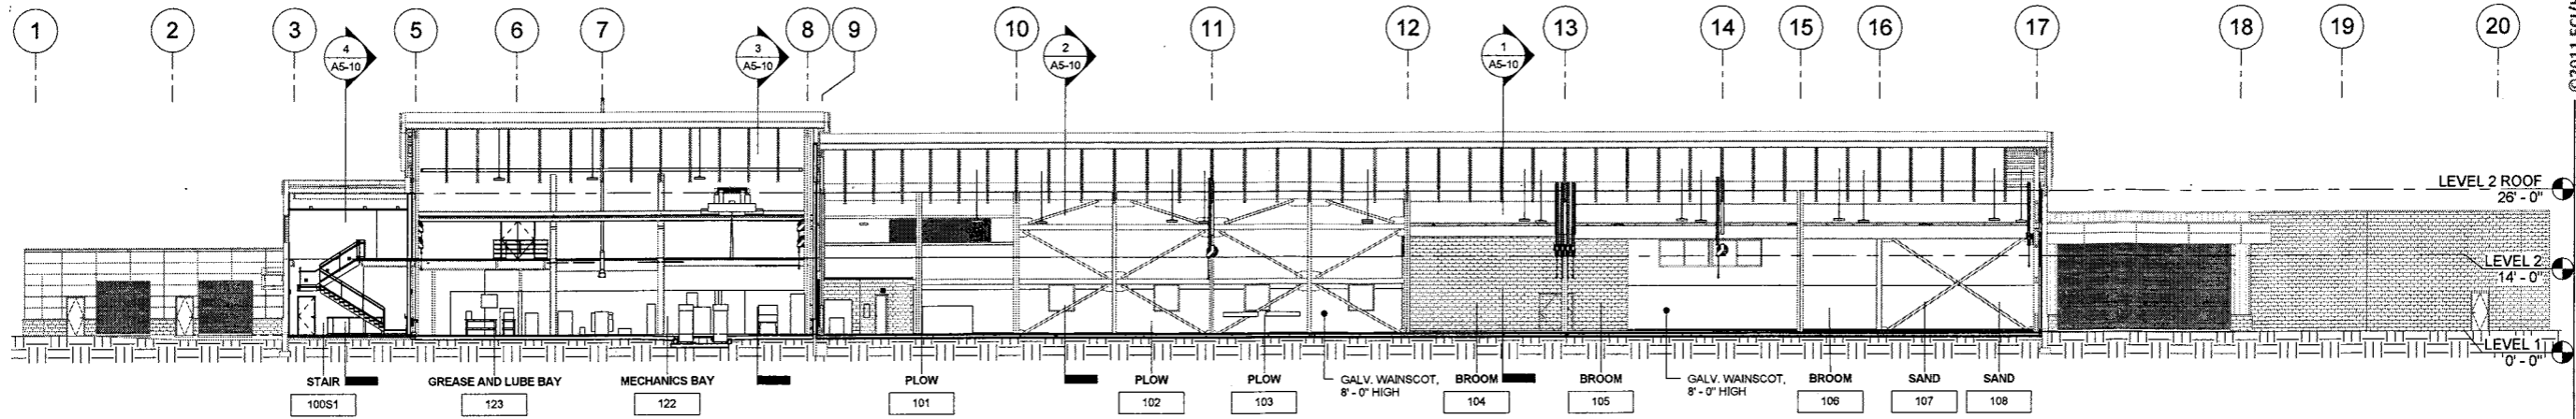 1 2 3 5 6 7 8 9 10 11 12 13 14 15 16 17 18 19 20
4
A5-10
3
A5-10
2
A5-10
1
A5-10
LEVEL 2 ROOF
26' - 0"
LEVEL 2
14' - 0"
LEVEL 1
0' - 0"
STAIR
100S1
GREASE AND LUBE BAY
123
MECHANICS BAY
122
PLOW
101
PLOW
102
PLOW
103
GALV. WAINSCOT,
8' - 0" HIGH
BROOM
104
BROOM
105
GALV. WAINSCOT,
8' - 0" HIGH
BROOM
106
SAND
107
SAND
108